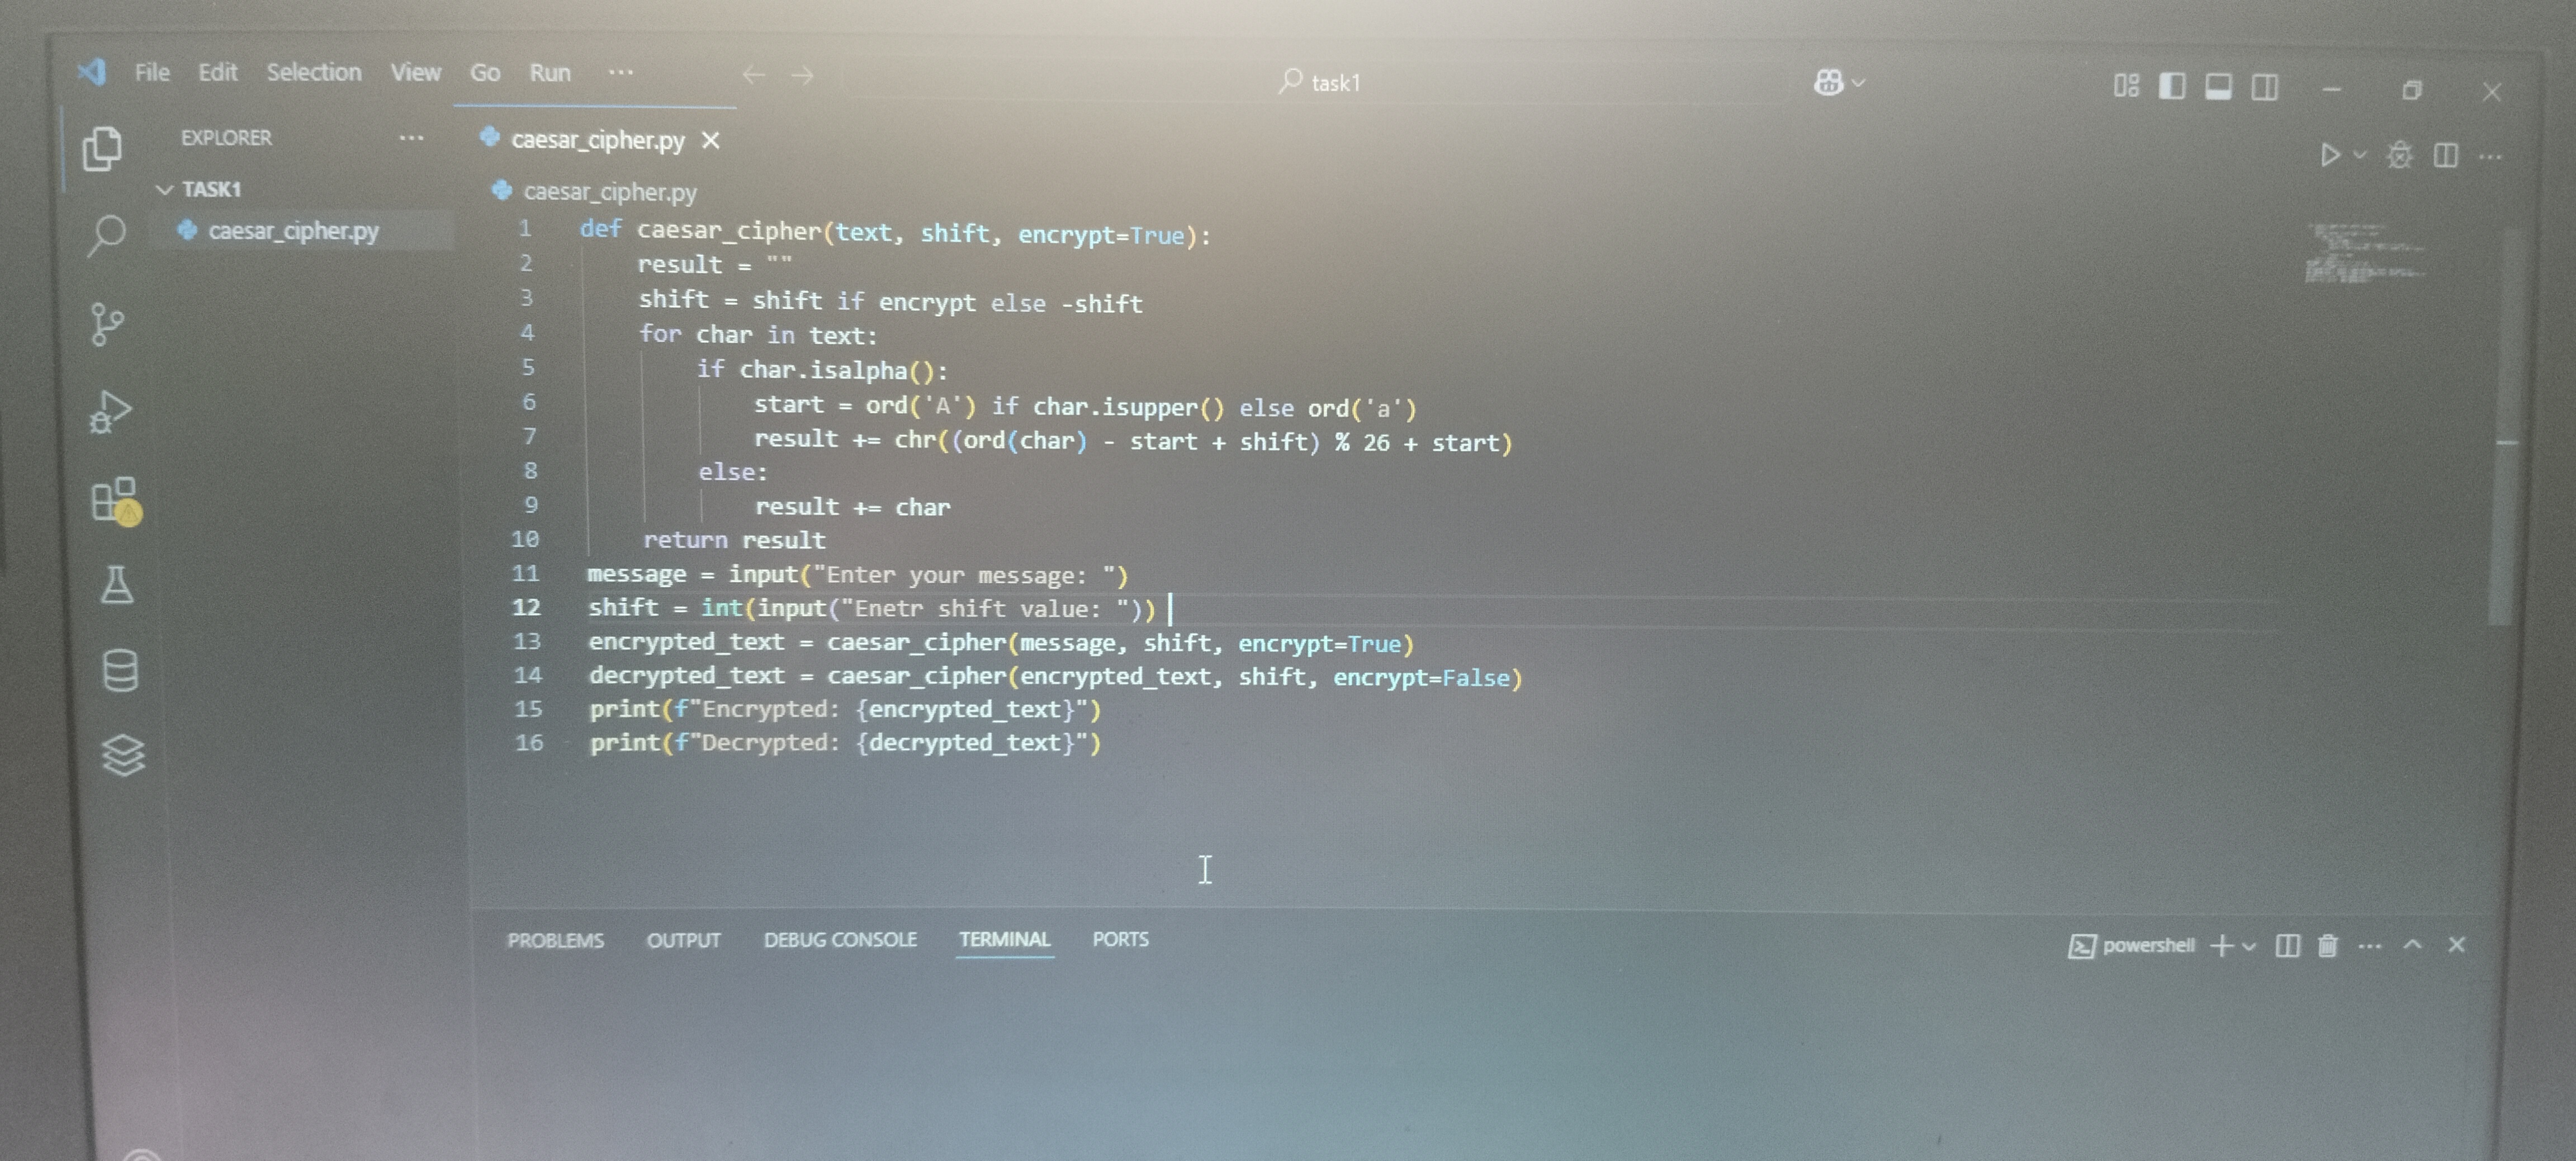 File Edit Selection View Go Run ... task1
EXPLORER ...
TASK1
caesar_cipher.py
caesar_cipher.py
caesar_cipher.py
1 def caesar_cipher(text, shift, encrypt=True):
2     result = ""
3     shift = shift if encrypt else -shift
4     for char in text:
5         if char.isalpha():
6             start = ord('A') if char.isupper() else ord('a')
7             result += chr((ord(char) - start + shift) % 26 + start)
8         else:
9             result += char
10     return result
11 message = input("Enter your message: ")
12 shift = int(input("Enetr shift value: "))
13 encrypted_text = caesar_cipher(message, shift, encrypt=True)
14 decrypted_text = caesar_cipher(encrypted_text, shift, encrypt=False)
15 print(f"Encrypted: {encrypted_text}")
16 print(f"Decrypted: {decrypted_text}")
PROBLEMS OUTPUT DEBUG CONSOLE TERMINAL PORTS powershell